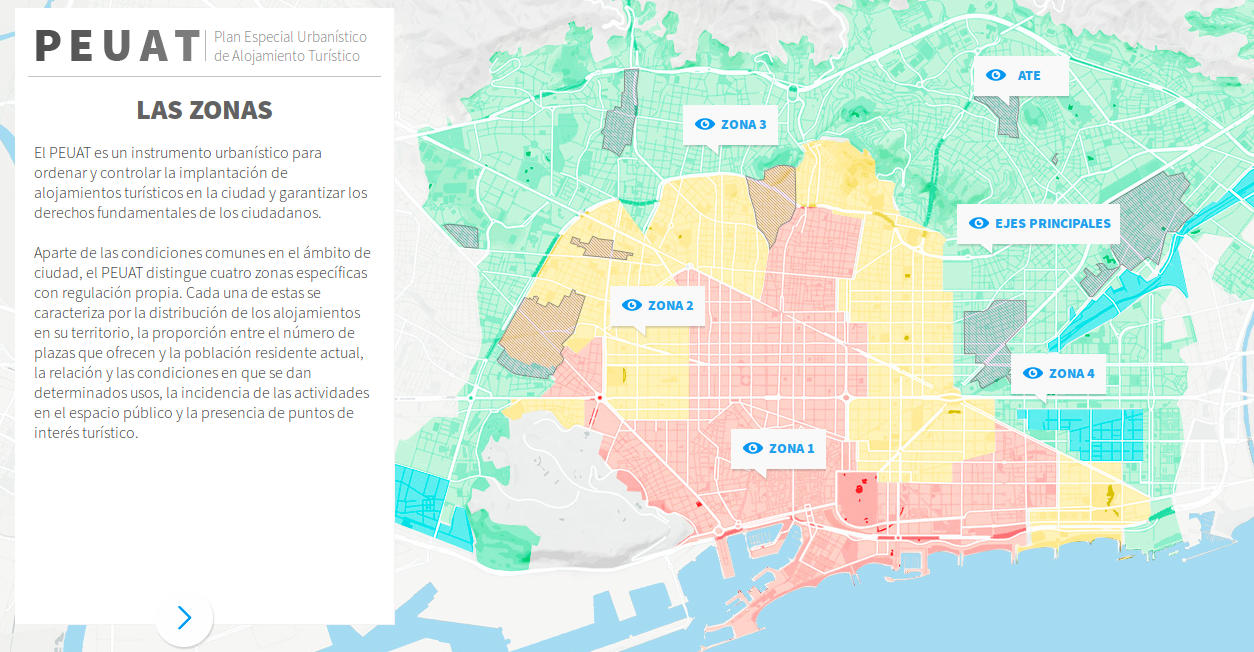 PEUAT
Plan Especial Urbanístico
de Alojamiento Turístico
LAS ZONAS
El PEUAT es un instrumento urbanístico para
ordenar y controlar la implantación de
alojamientos turísticos en la ciudad y garantizar los
derechos fundamentales de los ciudadanos.
Aparte de las condiciones comunes en el ámbito de
ciudad, el PEUAT distingue cuatro zonas específicas
con regulación propia. Cada una de estas se
caracteriza por la distribución de los alojamientos
en su territorio, la proporción entre el número de
plazas que ofrecen y la población residente actual,
la relación y las condiciones en que se dan
determinados usos, la incidencia de las actividades
en el espacio público y la presencia de puntos de
interés turístico.
ATE
ZONA 3
EJES PRINCIPALES
ZONA 2
ZONA 4
ZONA 1